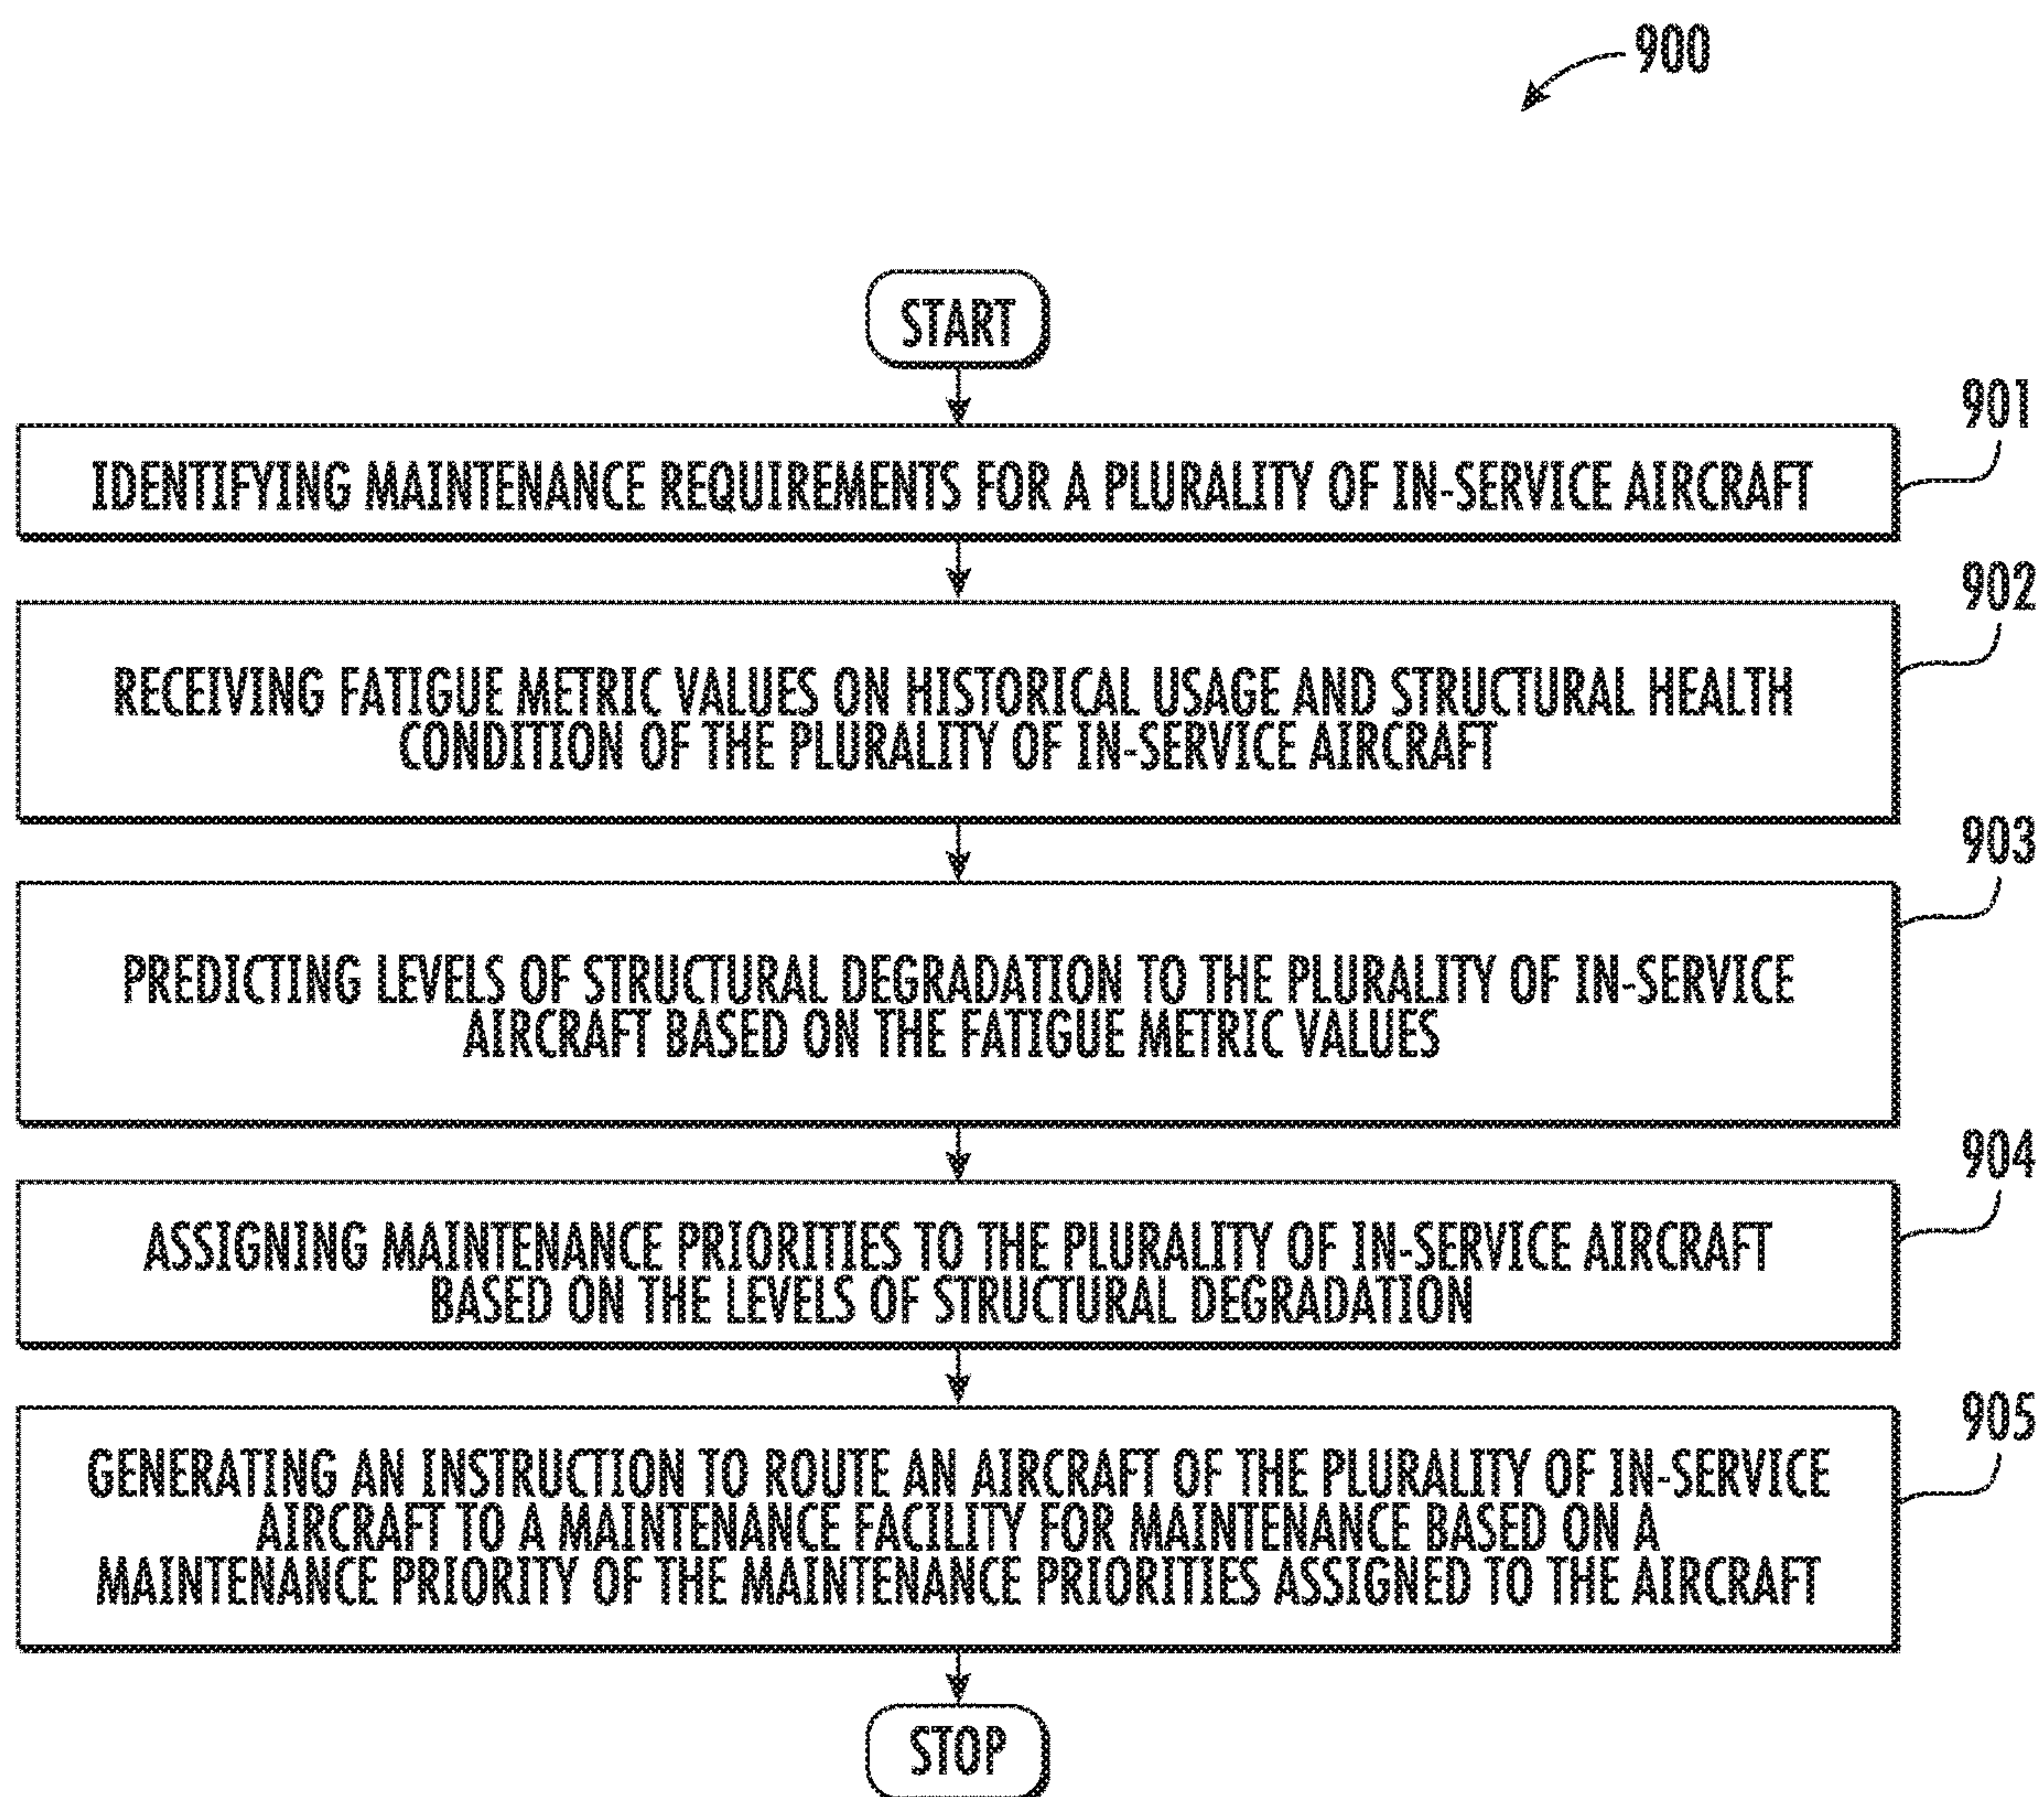 900
START
901
IDENTIFYING MAINTENANCE REQUIREMENTS FOR A PLURALITY OF IN-SERVICE AIRCRAFT
902
RECEIVING FATIGUE METRIC VALUES ON HISTORICAL USAGE AND STRUCTURAL HEALTH
CONDITION OF THE PLURALITY OF IN-SERVICE AIRCRAFT
903
PREDICTING LEVELS OF STRUCTURAL DEGRADATION TO THE PLURALITY OF IN-SERVICE
AIRCRAFT BASED ON THE FATIGUE METRIC VALUES
904
ASSIGNING MAINTENANCE PRIORITIES TO THE PLURALITY OF IN-SERVICE AIRCRAFT
BASED ON THE LEVELS OF STRUCTURAL DEGRADATION
905
GENERATING AN INSTRUCTION TO ROUTE AN AIRCRAFT OF THE PLURALITY OF IN-SERVICE
AIRCRAFT TO A MAINTENANCE FACILITY FOR MAINTENANCE BASED ON A
MAINTENANCE PRIORITY OF THE MAINTENANCE PRIORITIES ASSIGNED TO THE AIRCRAFT
STOP